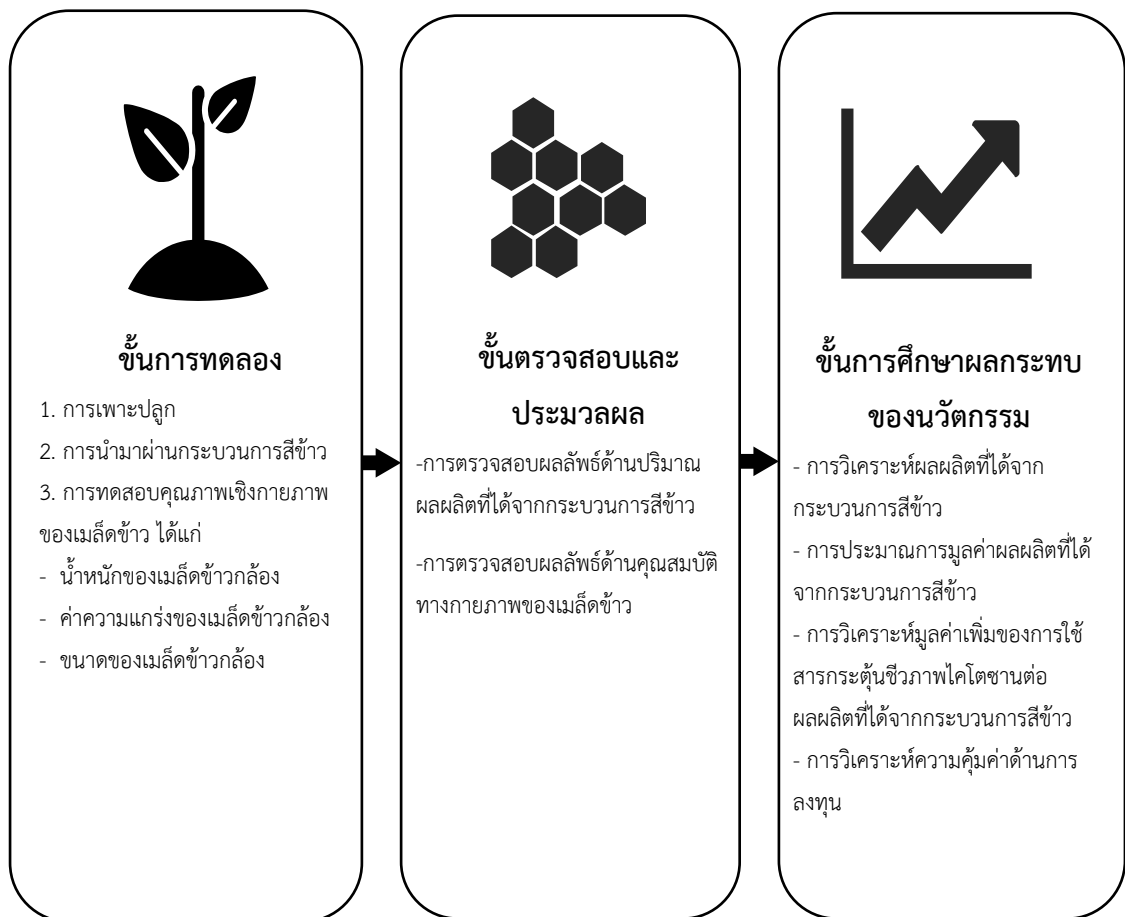 ขั้นการทดลอง
1. การเพาะปลูก
2. การนำมาผ่านกระบวนการสีข้าว
3. การทดสอบคุณภาพเชิงกายภาพ
ของเมล็ดข้าว ได้แก่
- น้ำหนักของเมล็ดข้าวกล้อง
- ค่าความแกร่งของเมล็ดข้าวกล้อง
- ขนาดของเมล็ดข้าวกล้อง
ขั้นตรวจสอบและ
ประมวลผล
-การตรวจสอบผลลัพธ์ด้านปริมาณ
ผลผลิตที่ได้จากกระบวนการสีข้าว
-การตรวจสอบผลลัพธ์ด้านคุณสมบัติ
ทางกายภาพของเมล็ดข้าว
ขั้นการศึกษาผลกระทบ
ของนวัตกรรม
- การวิเคราะห์ผลผลิตที่ได้จาก
กระบวนการสีข้าว
- การประมาณการมูลค่าผลผลิตที่ได้
จากกระบวนการสีข้าว
- การวิเคราะห์มูลค่าเพิ่มของการใช้
สารกระตุ้นชีวภาพไคโตซานต่อ
ผลผลิตที่ได้จากกระบวนการสีข้าว
- การวิเคราะห์ความคุ้มค่าด้านการ
ลงทุน